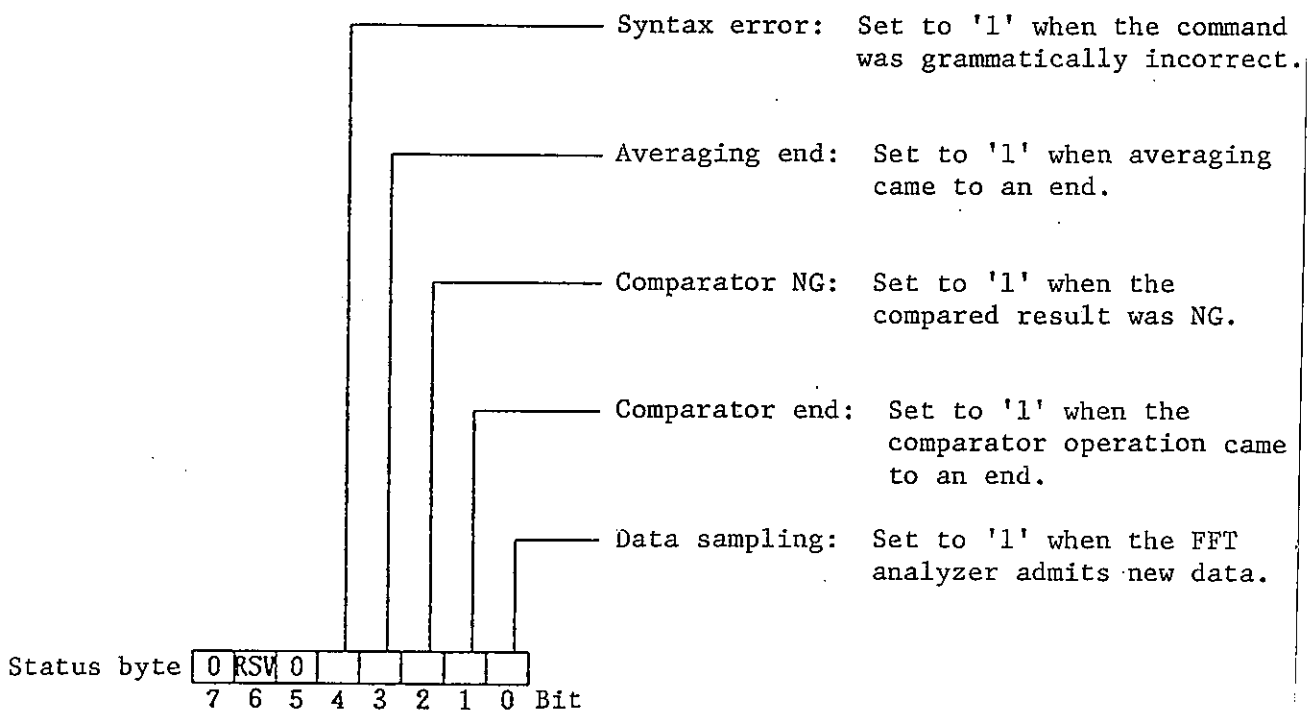 Syntax error: Set to '1' when the command
was grammatically incorrect.
Averaging end: Set to '1' when averaging
came to an end.
Comparator NG: Set to '1' when the
compared result was NG.
Comparator end: Set to '1' when the
comparator operation came
to an end.
Data sampling: Set to '1' when the FFT
analyzer admits new data.
Status byte 0 RSV 0
7 6 5 4 3 2 1 0 Bit